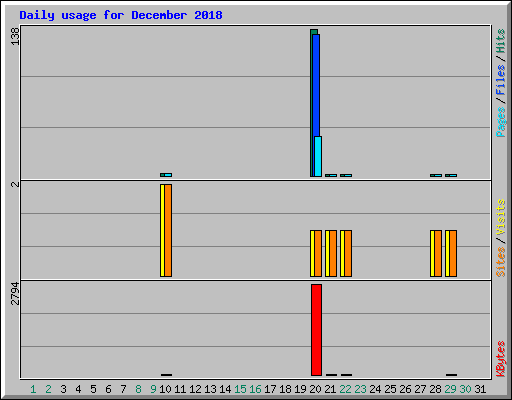 Daily usage for December 2018
138
2
2794
Pages/Files/Hits
Sites/Visits
KBytes
1 2 3 4 5 6 7 8 9 10 11 12 13 14 15 16 17 18 19 20 21 22 23 24 25 26 27 28 29 30 31